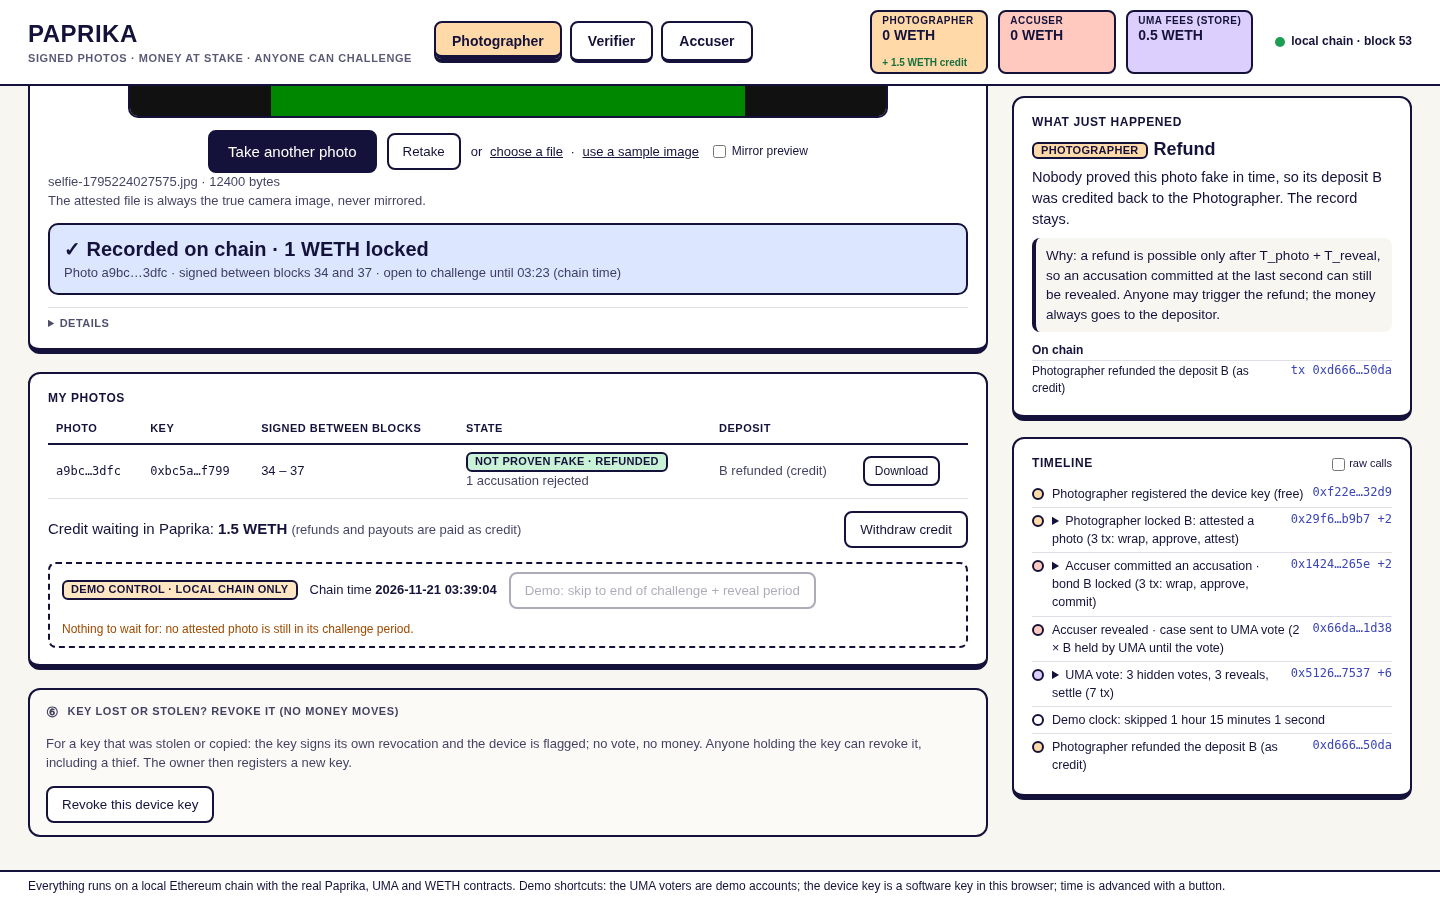 PAPRIKA
SIGNED PHOTOS · MONEY AT STAKE · ANYONE CAN CHALLENGE
Photographer
Verifier
Accuser
PHOTOGRAPHER
0 WETH
+ 1.5 WETH credit
ACCUSER
0 WETH
UMA FEES (STORE)
0.5 WETH
local chain · block 53
Take another photo
Retake
or choose a file · use a sample image
Mirror preview
selfie-1795224027575.jpg · 12400 bytes
The attested file is always the true camera image, never mirrored.
✓ Recorded on chain · 1 WETH locked
Photo a9bc…3dfc · signed between blocks 34 and 37 · open to challenge until 03:23 (chain time)
▶ DETAILS
MY PHOTOS
PHOTO KEY SIGNED BETWEEN BLOCKS STATE DEPOSIT
a9bc…3dfc 0xbc5a…f799 34 – 37 NOT PROVEN FAKE · REFUNDED B refunded (credit) Download
1 accusation rejected
Credit waiting in Paprika: 1.5 WETH (refunds and payouts are paid as credit)
Withdraw credit
DEMO CONTROL · LOCAL CHAIN ONLY Chain time 2026-11-21 03:39:04 Demo: skip to end of challenge + reveal period
Nothing to wait for: no attested photo is still in its challenge period.
⑥ KEY LOST OR STOLEN? REVOKE IT (NO MONEY MOVES)
For a key that was stolen or copied: the key signs its own revocation and the device is flagged; no vote, no money. Anyone holding the key can revoke it,
including a thief. The owner then registers a new key.
Revoke this device key
WHAT JUST HAPPENED
PHOTOGRAPHER Refund
Nobody proved this photo fake in time, so its deposit B
was credited back to the Photographer. The record
stays.
Why: a refund is possible only after T_photo + T_reveal,
so an accusation committed at the last second can still
be revealed. Anyone may trigger the refund; the money
always goes to the depositor.
On chain
Photographer refunded the deposit B (as tx 0xd666…50da
credit)
TIMELINE
raw calls
Photographer registered the device key (free) 0xf22e…32d9
▶ Photographer locked B: attested a 0x29f6…b9b7 +2
photo (3 tx: wrap, approve, attest)
▶ Accuser committed an accusation · 0x1424…265e +2
bond B locked (3 tx: wrap, approve,
commit)
Accuser revealed · case sent to UMA vote (2 0x66da…1d38
× B held by UMA until the vote)
▶ UMA vote: 3 hidden votes, 3 reveals, 0x5126…7537 +6
settle (7 tx)
Demo clock: skipped 1 hour 15 minutes 1 second
Photographer refunded the deposit B (as 0xd666…50da
credit)
Everything runs on a local Ethereum chain with the real Paprika, UMA and WETH contracts. Demo shortcuts: the UMA voters are demo accounts; the device key is a software key in this browser; time is advanced with a button.